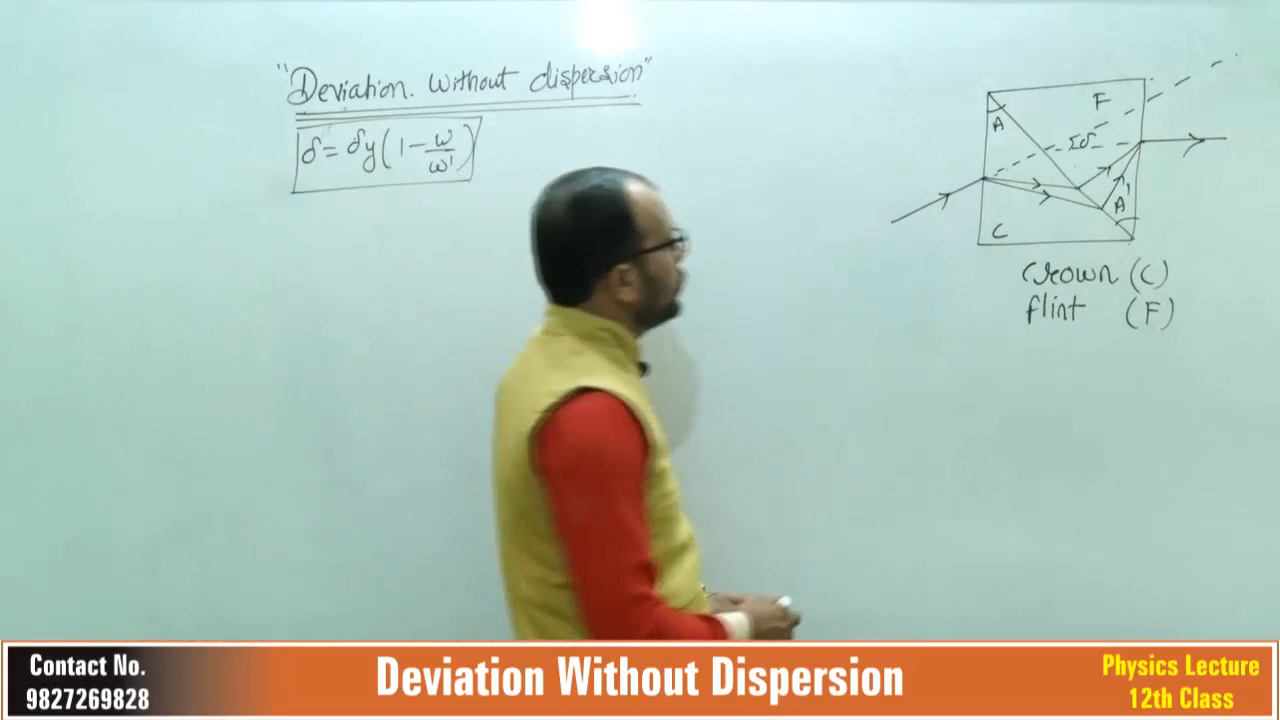 "Deviation. without dispersion"
δ = δy(1 - ω/ω')
A
F
Σδ
A'
C
Crown (C)
flint (F)
Contact No.
9827269828
Deviation Without Dispersion
Physics Lecture
12th Class